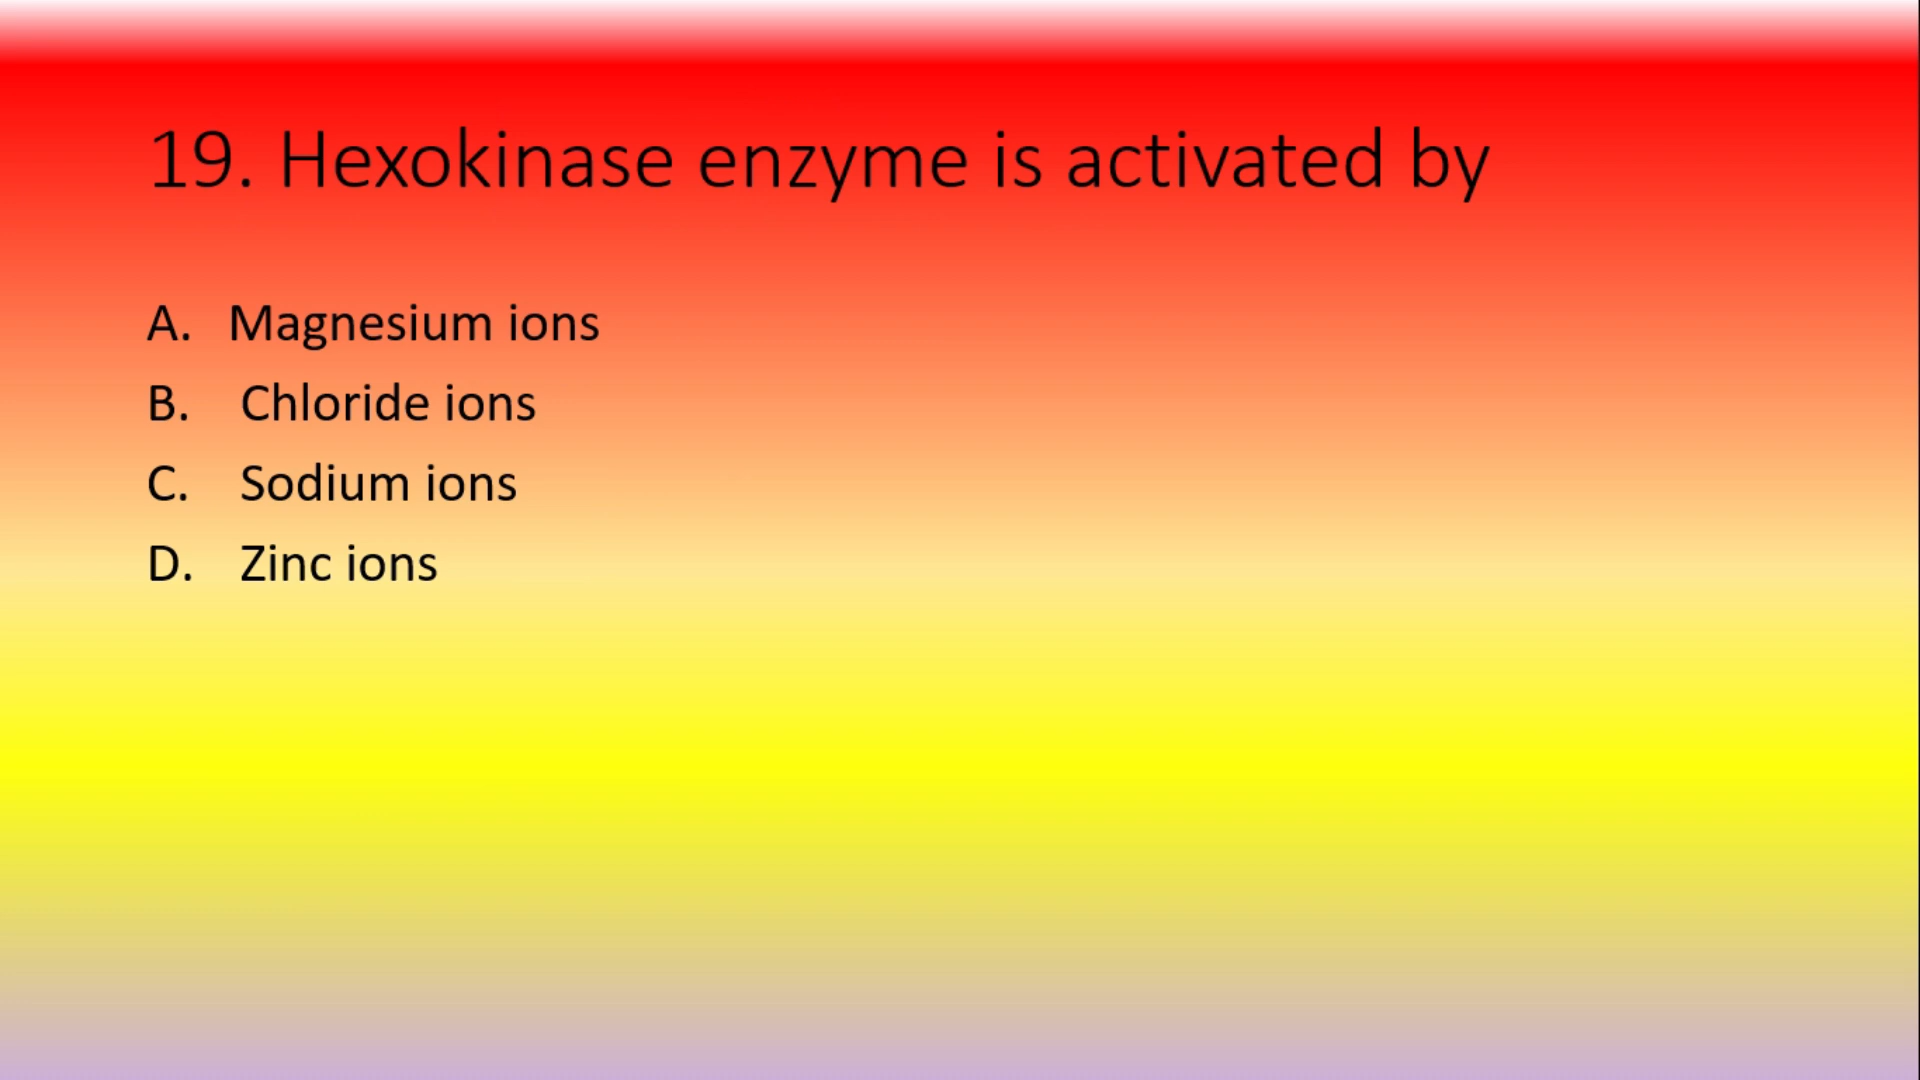 19. Hexokinase enzyme is activated by
A. Magnesium ions
B. Chloride ions
C. Sodium ions
D. Zinc ions